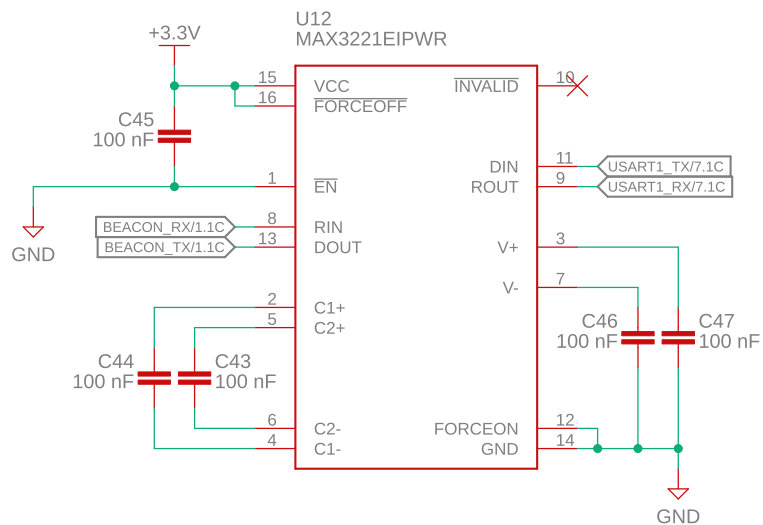 U12
MAX3221EIPWR
+3.3V
15 VCC
16 FORCEOFF
INVALID 10
C45
100 nF
DIN 11 USART1_TX/7.1C
ROUT 9 USART1_RX/7.1C
1 EN
BEACON_RX/1.1C 8 RIN
BEACON_TX/1.1C 13 DOUT
GND
V+ 3
V- 7
2 C1+
5 C2+
C46
100 nF
C47
100 nF
C44
100 nF
C43
100 nF
6 C2-
4 C1-
FORCEON 12
GND 14
GND